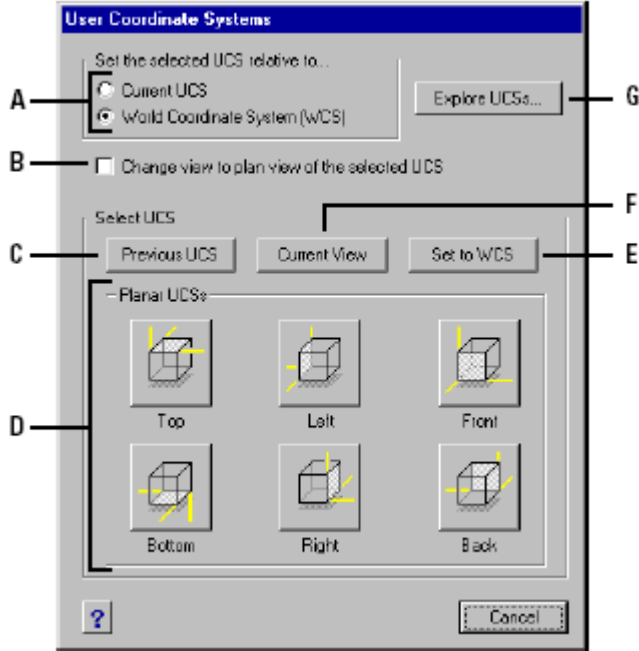 User Coordinate Systems
Set the selected UCS relative to...
A
Current UCS
World Coordinate System (WCS)
Explore UCSs...
G
B
Change view to plan view of the selected UCS
F
Select UCS
C
Previous UCS
Current View
Set to WCS
E
Planar UCSs
D
Top
Left
Front
Bottom
Right
Back
?
Cancel